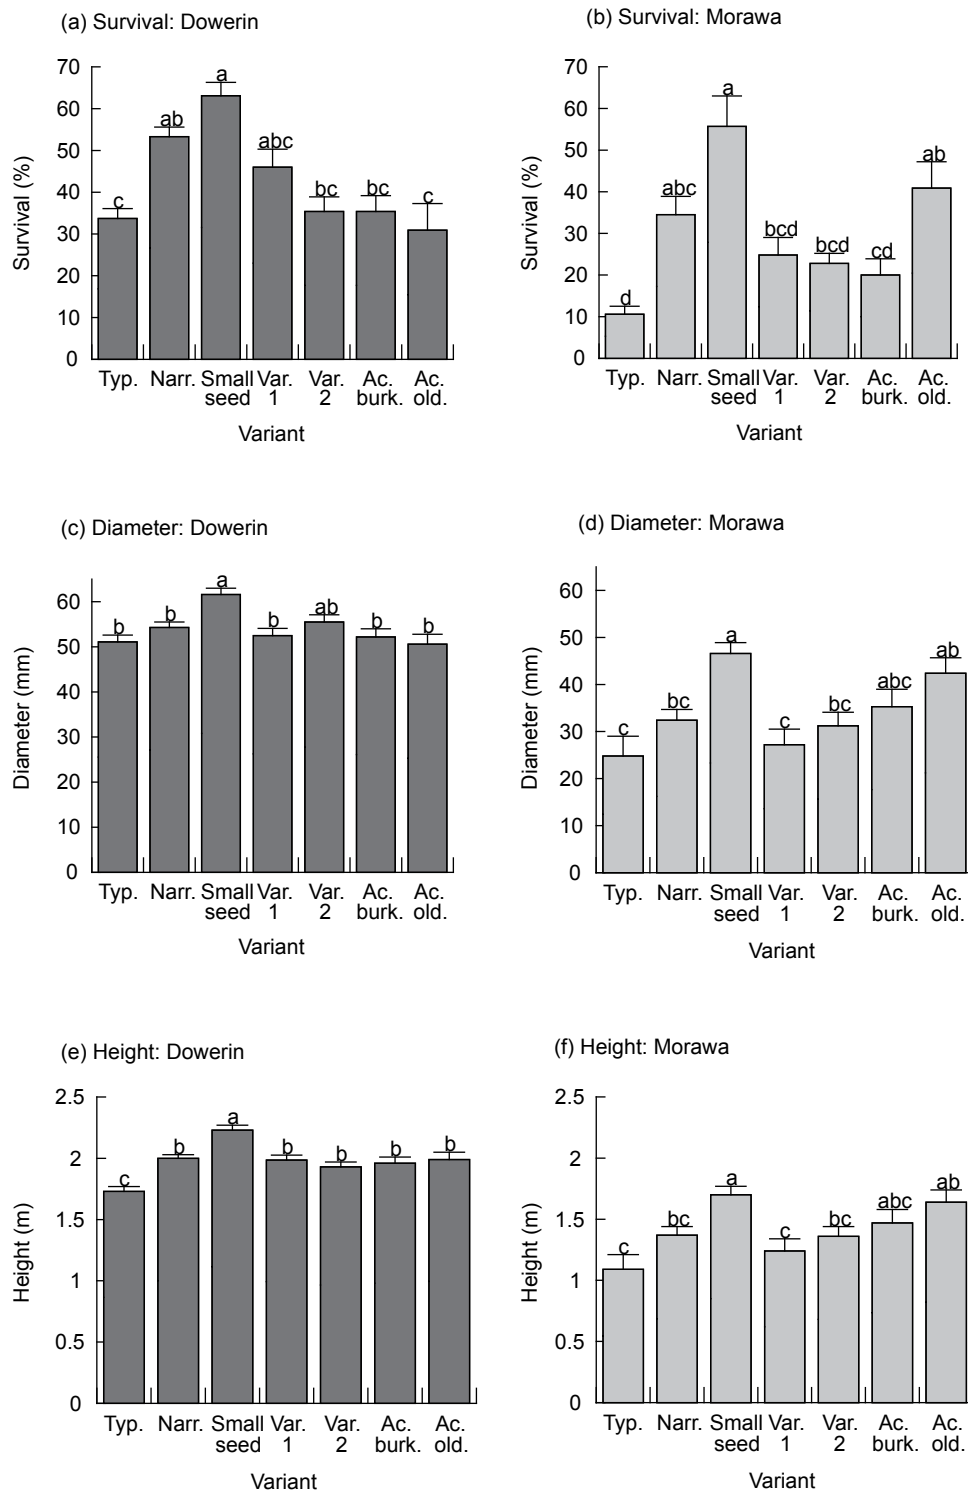 (a) Survival: Dowerin
Survival (%)
70
60
50
40
30
20
10
0
c
ab
a
abc
bc
bc
c
Typ. Narr. Small seed Var. 1 Var. 2 Ac. burk. Ac. old.
Variant
(b) Survival: Morawa
Survival (%)
70
60
50
40
30
20
10
0
d
abc
a
bcd
bcd
cd
ab
Typ. Narr. Small seed Var. 1 Var. 2 Ac. burk. Ac. old.
Variant
(c) Diameter: Dowerin
Diameter (mm)
60
50
40
30
20
10
0
b
b
a
b
ab
b
b
Typ. Narr. Small seed Var. 1 Var. 2 Ac. burk. Ac. old.
Variant
(d) Diameter: Morawa
Diameter (mm)
60
50
40
30
20
10
0
c
bc
a
c
bc
abc
ab
Typ. Narr. Small seed Var. 1 Var. 2 Ac. burk. Ac. old.
Variant
(e) Height: Dowerin
Height (m)
2.5
2
1.5
1
0.5
0
c
b
a
b
b
b
b
Typ. Narr. Small seed Var. 1 Var. 2 Ac. burk. Ac. old.
Variant
(f) Height: Morawa
Height (m)
2.5
2
1.5
1
0.5
0
c
bc
a
c
bc
abc
ab
Typ. Narr. Small seed Var. 1 Var. 2 Ac. burk. Ac. old.
Variant